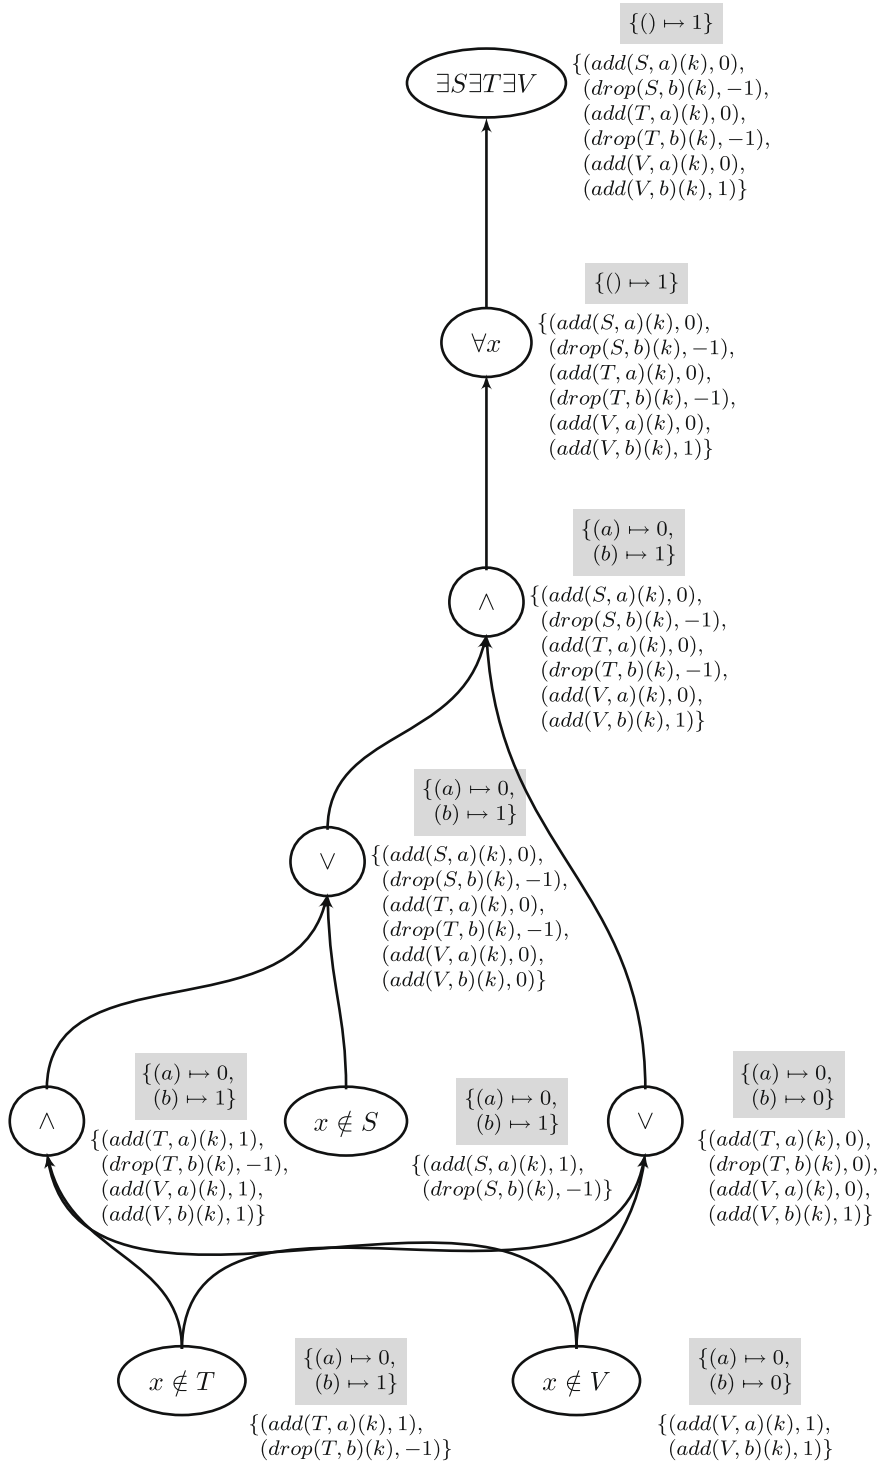 {() ↦ 1}
∃S∃T∃V
{(add(S, a)(k), 0),
(drop(S, b)(k), −1),
(add(T, a)(k), 0),
(drop(T, b)(k), −1),
(add(V, a)(k), 0),
(add(V, b)(k), 1)}
{() ↦ 1}
∀x
{(add(S, a)(k), 0),
(drop(S, b)(k), −1),
(add(T, a)(k), 0),
(drop(T, b)(k), −1),
(add(V, a)(k), 0),
(add(V, b)(k), 1)}
{(a) ↦ 0,
(b) ↦ 1}
∧
{(add(S, a)(k), 0),
(drop(S, b)(k), −1),
(add(T, a)(k), 0),
(drop(T, b)(k), −1),
(add(V, a)(k), 0),
(add(V, b)(k), 1)}
{(a) ↦ 0,
(b) ↦ 1}
∨
{(add(S, a)(k), 0),
(drop(S, b)(k), −1),
(add(T, a)(k), 0),
(drop(T, b)(k), −1),
(add(V, a)(k), 0),
(add(V, b)(k), 0)}
{(a) ↦ 0,
(b) ↦ 1}
∧
{(add(T, a)(k), 1),
(drop(T, b)(k), −1),
(add(V, a)(k), 1),
(add(V, b)(k), 1)}
x ∉ S
{(a) ↦ 0,
(b) ↦ 1}
{(add(S, a)(k), 1),
(drop(S, b)(k), −1)}
∨
{(a) ↦ 0,
(b) ↦ 0}
{(add(T, a)(k), 0),
(drop(T, b)(k), 0),
(add(V, a)(k), 0),
(add(V, b)(k), 1)}
x ∉ T
{(a) ↦ 0,
(b) ↦ 1}
{(add(T, a)(k), 1),
(drop(T, b)(k), −1)}
x ∉ V
{(a) ↦ 0,
(b) ↦ 0}
{(add(V, a)(k), 1),
(add(V, b)(k), 1)}